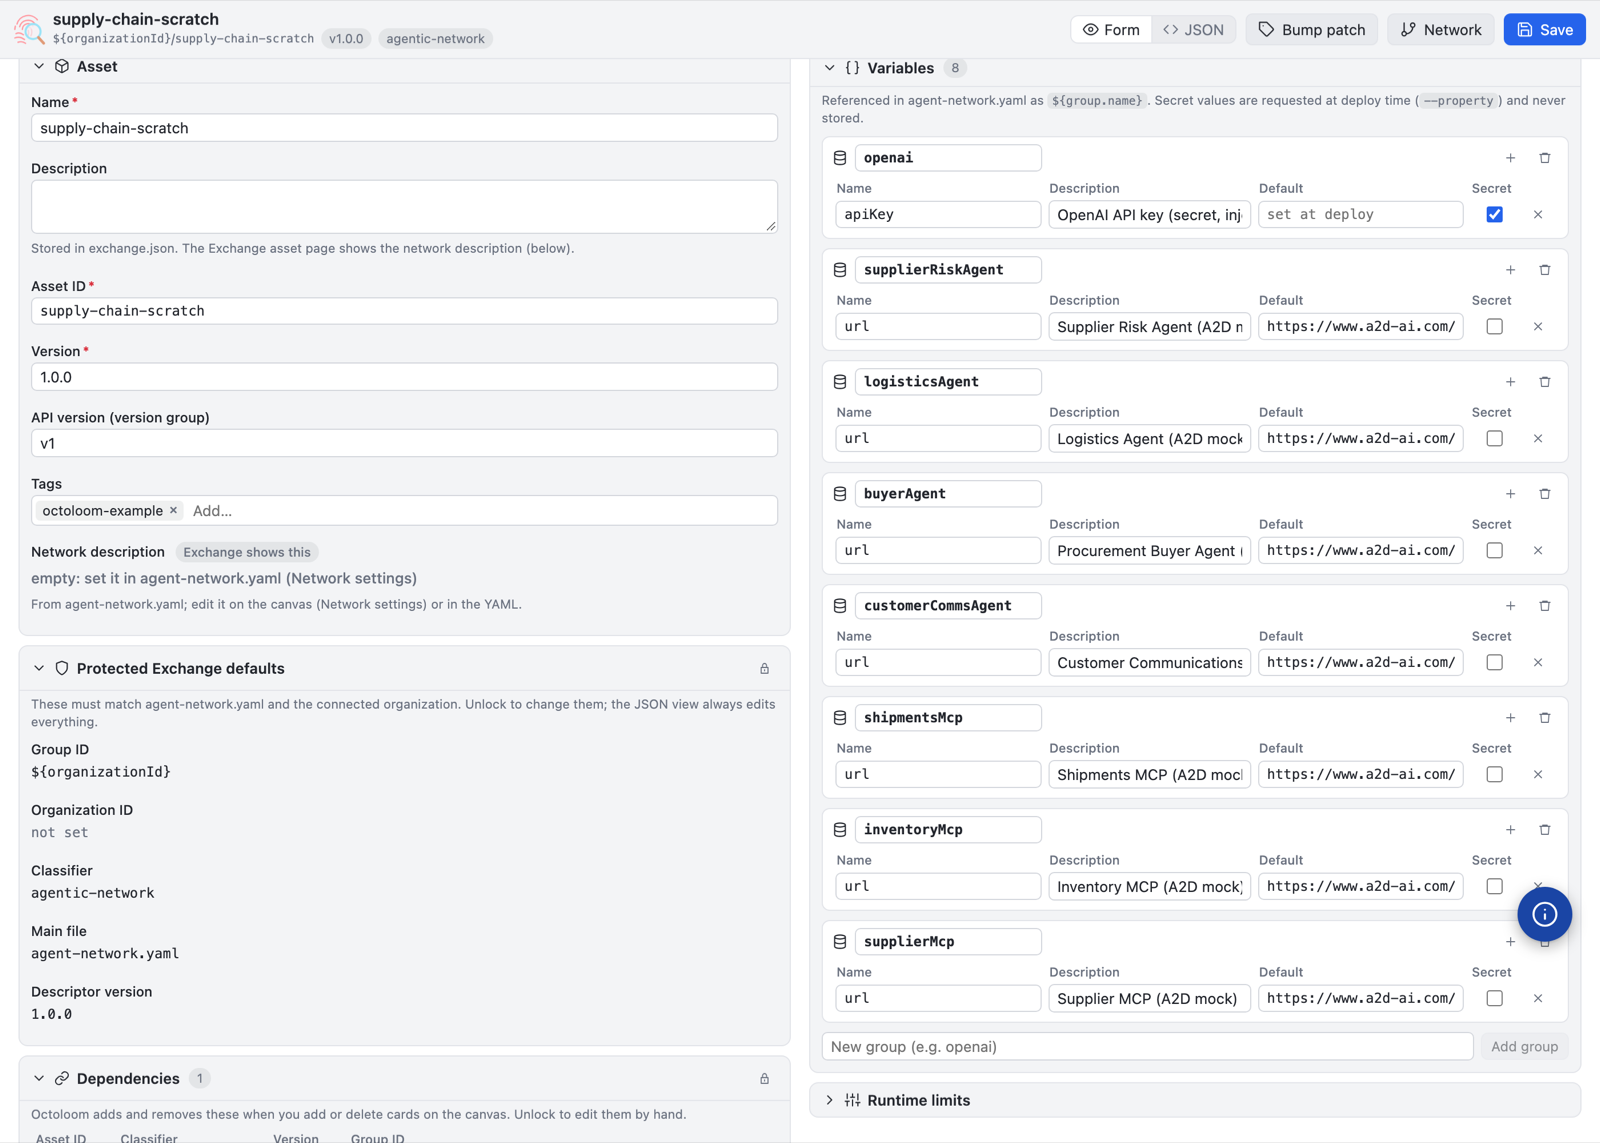 supply-chain-scratch
${organizationId}/supply-chain-scratch v1.0.0 agentic-network
Form JSON Bump patch Network Save
Asset
Name *
supply-chain-scratch
Description
Stored in exchange.json. The Exchange asset page shows the network description (below).
Asset ID *
supply-chain-scratch
Version *
1.0.0
API version (version group)
v1
Tags
octoloom-example × Add...
Network description Exchange shows this
empty: set it in agent-network.yaml (Network settings)
From agent-network.yaml; edit it on the canvas (Network settings) or in the YAML.
Protected Exchange defaults
These must match agent-network.yaml and the connected organization. Unlock to change them; the JSON view always edits
everything.
Group ID
${organizationId}
Organization ID
not set
Classifier
agentic-network
Main file
agent-network.yaml
Descriptor version
1.0.0
Dependencies 1
Octoloom adds and removes these when you add or delete cards on the canvas. Unlock to edit them by hand.
Asset ID Classifier Version Group ID
{} Variables 8
Referenced in agent-network.yaml as ${group.name} . Secret values are requested at deploy time ( --property ) and never
stored.
openai
Name Description Default Secret
apiKey OpenAI API key (secret, inj set at deploy
supplierRiskAgent
Name Description Default Secret
url Supplier Risk Agent (A2D m https://www.a2d-ai.com/
logisticsAgent
Name Description Default Secret
url Logistics Agent (A2D mock https://www.a2d-ai.com/
buyerAgent
Name Description Default Secret
url Procurement Buyer Agent ( https://www.a2d-ai.com/
customerCommsAgent
Name Description Default Secret
url Customer Communications https://www.a2d-ai.com/
shipmentsMcp
Name Description Default Secret
url Shipments MCP (A2D moc https://www.a2d-ai.com/
inventoryMcp
Name Description Default Secret
url Inventory MCP (A2D mock) https://www.a2d-ai.com/
supplierMcp
Name Description Default Secret
url Supplier MCP (A2D mock) https://www.a2d-ai.com/
New group (e.g. openai) Add group
Runtime limits